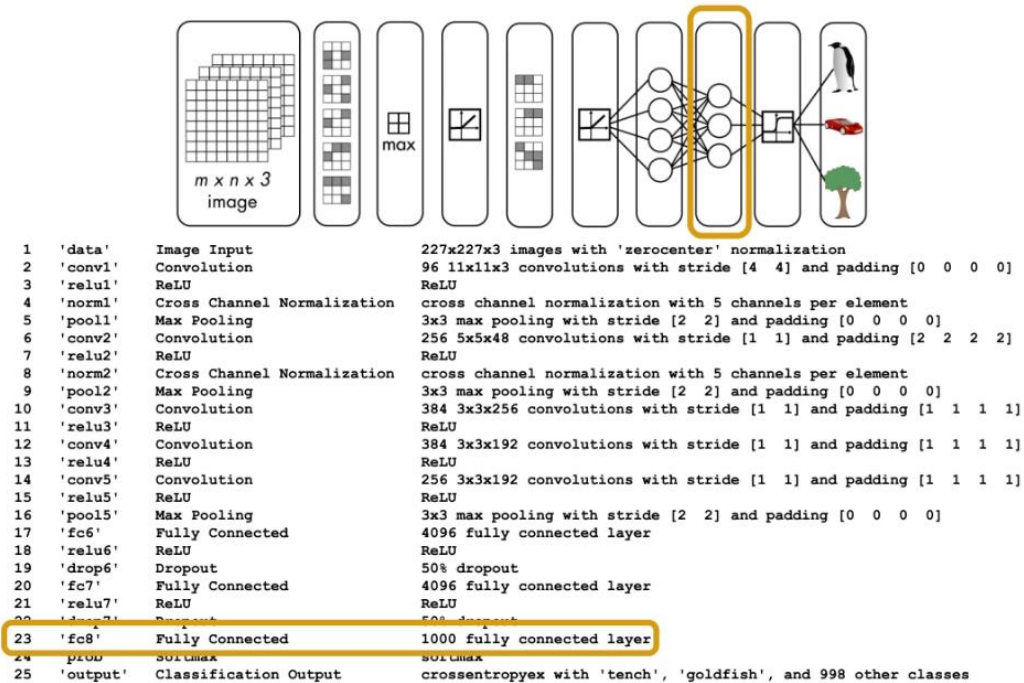 max
m x n x 3
image
1 'data' Image Input 227x227x3 images with 'zerocenter' normalization
2 'conv1' Convolution 96 11x11x3 convolutions with stride [4 4] and padding [0 0 0 0]
3 'relu1' ReLU ReLU
4 'norm1' Cross Channel Normalization cross channel normalization with 5 channels per element
5 'pool1' Max Pooling 3x3 max pooling with stride [2 2] and padding [0 0 0 0]
6 'conv2' Convolution 256 5x5x48 convolutions with stride [1 1] and padding [2 2 2 2]
7 'relu2' ReLU ReLU
8 'norm2' Cross Channel Normalization cross channel normalization with 5 channels per element
9 'pool2' Max Pooling 3x3 max pooling with stride [2 2] and padding [0 0 0 0]
10 'conv3' Convolution 384 3x3x256 convolutions with stride [1 1] and padding [1 1 1 1]
11 'relu3' ReLU ReLU
12 'conv4' Convolution 384 3x3x192 convolutions with stride [1 1] and padding [1 1 1 1]
13 'relu4' ReLU ReLU
14 'conv5' Convolution 256 3x3x192 convolutions with stride [1 1] and padding [1 1 1 1]
15 'relu5' ReLU ReLU
16 'pool5' Max Pooling 3x3 max pooling with stride [2 2] and padding [0 0 0 0]
17 'fc6' Fully Connected 4096 fully connected layer
18 'relu6' ReLU ReLU
19 'drop6' Dropout 50% dropout
20 'fc7' Fully Connected 4096 fully connected layer
21 'relu7' ReLU ReLU
22 'drop7' Dropout 50% dropout
23 'fc8' Fully Connected 1000 fully connected layer
24 'prob' Softmax softmax
25 'output' Classification Output crossentropyex with 'tench', 'goldfish', and 998 other classes